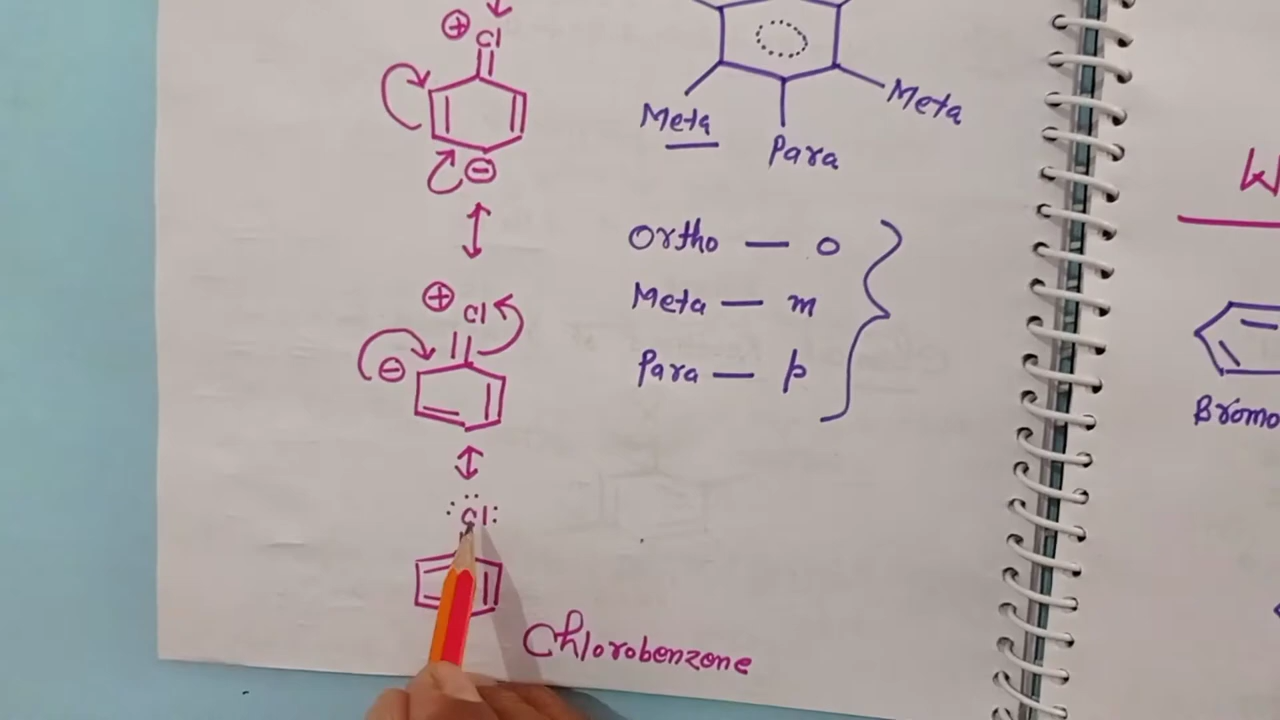 ⊕ Cl
⊖
Meta
Para
Meta
Ortho — o
Meta — m
Para — p
⊕ Cl
⊖
:Cl:
Chlorobenzene
W
Bromo